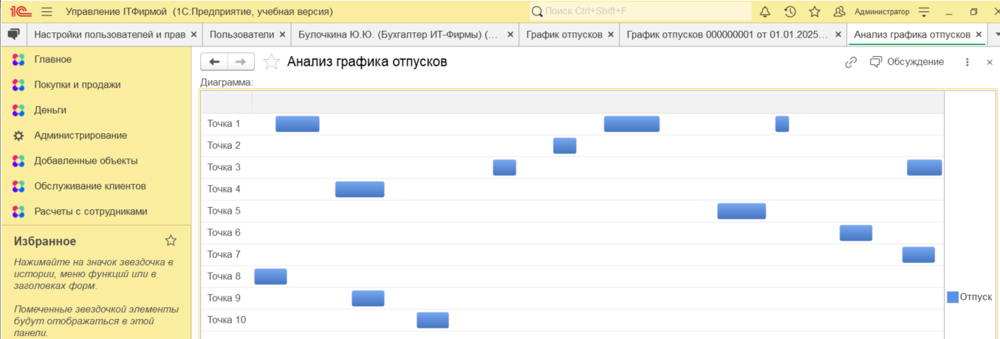 1С Управление ITФирмой (1С:Предприятие, учебная версия) Поиск Ctrl+Shift+F Администратор
Настройки пользователей и прав × Пользователи × Булочкина Ю.Ю. (Бухгалтер ИТ-Фирмы) (... × График отпусков × График отпусков 000000001 от 01.01.2025... × Анализ графика отпусков ×
Главное
Покупки и продажи
Деньги
Администрирование
Добавленные объекты
Обслуживание клиентов
Расчеты с сотрудниками
Избранное
Нажимайте на значок звездочка в
истории, меню функций или в
заголовках форм.
Помеченные звездочкой элементы
будут отображаться в этой
панели.
Анализ графика отпусков
Обсуждение
Диаграмма:
Точка 1
Точка 2
Точка 3
Точка 4
Точка 5
Точка 6
Точка 7
Точка 8
Точка 9
Точка 10
Отпуск